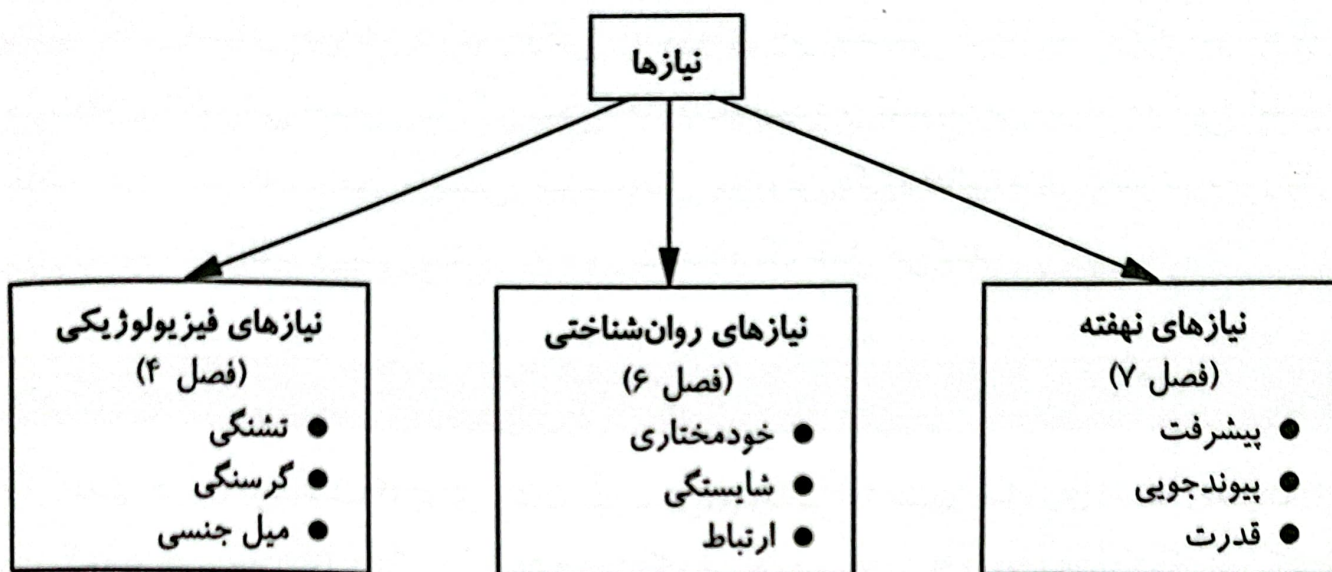 نیازها
نیازهای نهفته
(فصل ۷)
● پیشرفت
● پیوندجویی
● قدرت
نیازهای روان‌شناختی
(فصل ۶)
● خودمختاری
● شایستگی
● ارتباط
نیازهای فیزیولوژیکی
(فصل ۴)
● تشنگی
● گرسنگی
● میل جنسی